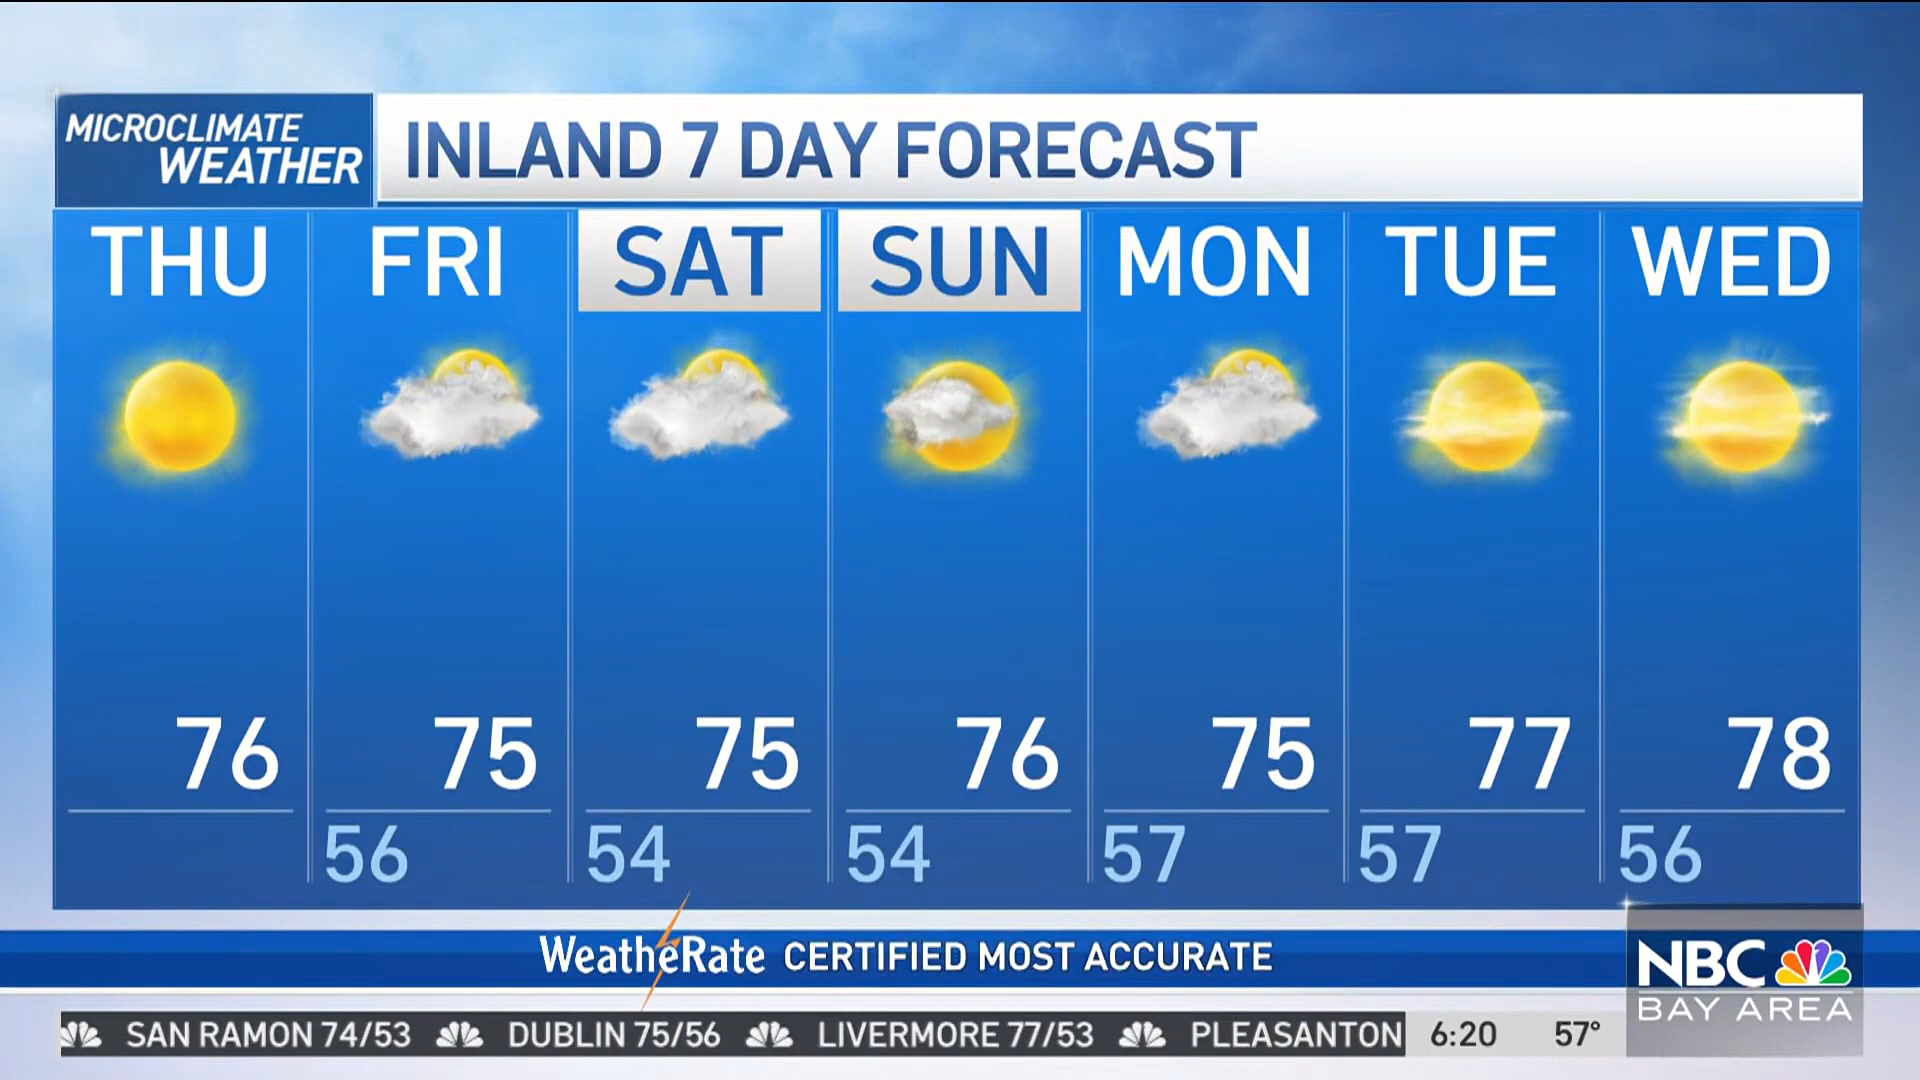 MICROCLIMATE
WEATHER
INLAND 7 DAY FORECAST
THU FRI SAT SUN MON TUE WED
76 75 75 76 75 77 78
56 54 54 57 57 56
WeatheRate CERTIFIED MOST ACCURATE
NBC
BAY AREA
SAN RAMON 74/53 DUBLIN 75/56 LIVERMORE 77/53 PLEASANTON 6:20 57°